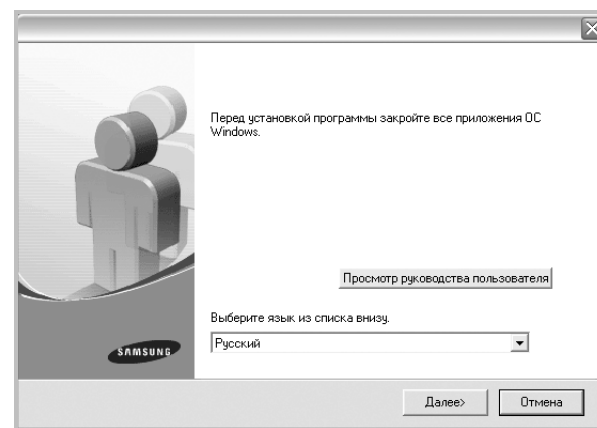 Перед установкой программы закройте все приложения ОС
Windows.
Просмотр руководства пользователя
Выберите язык из списка внизу.
Русский
SAMSUNG
Далее>
Отмена